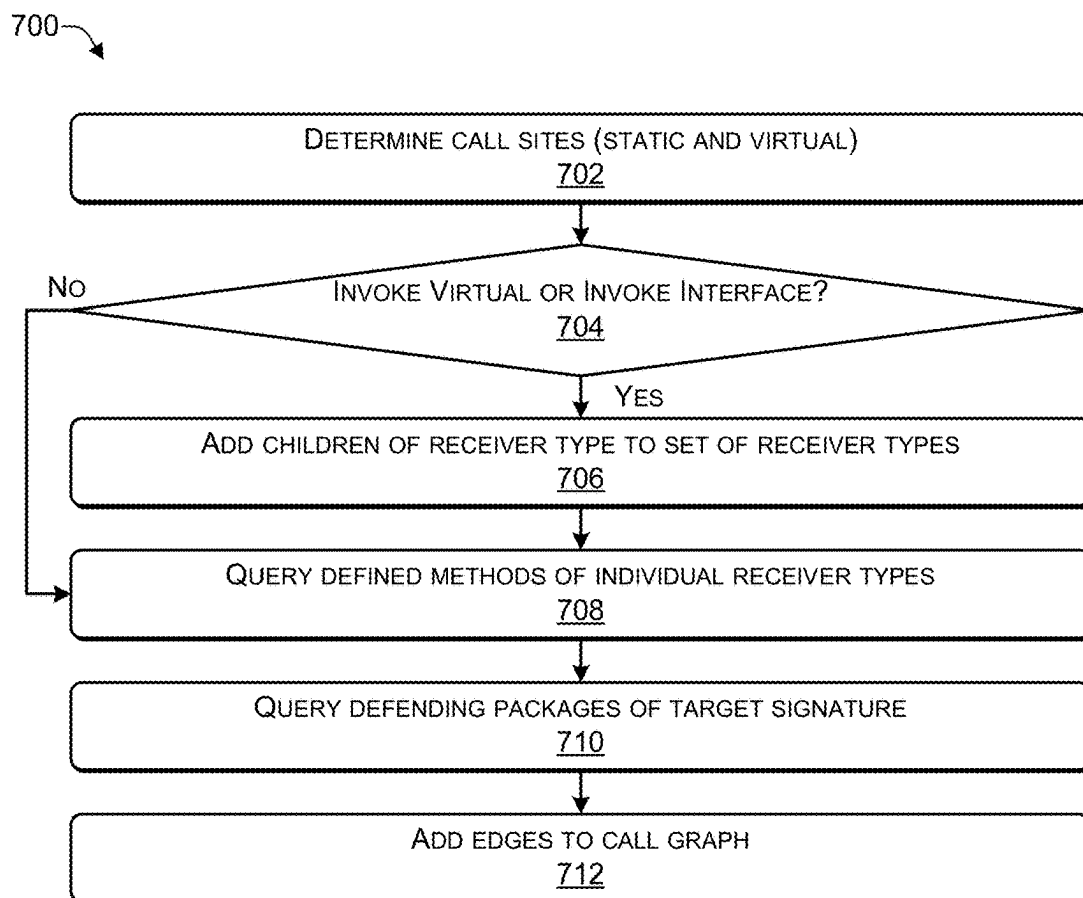 700
DETERMINE CALL SITES (STATIC AND VIRTUAL)
702
NO
INVOKE VIRTUAL OR INVOKE INTERFACE?
704
YES
ADD CHILDREN OF RECEIVER TYPE TO SET OF RECEIVER TYPES
706
QUERY DEFINED METHODS OF INDIVIDUAL RECEIVER TYPES
708
QUERY DEFENDING PACKAGES OF TARGET SIGNATURE
710
ADD EDGES TO CALL GRAPH
712